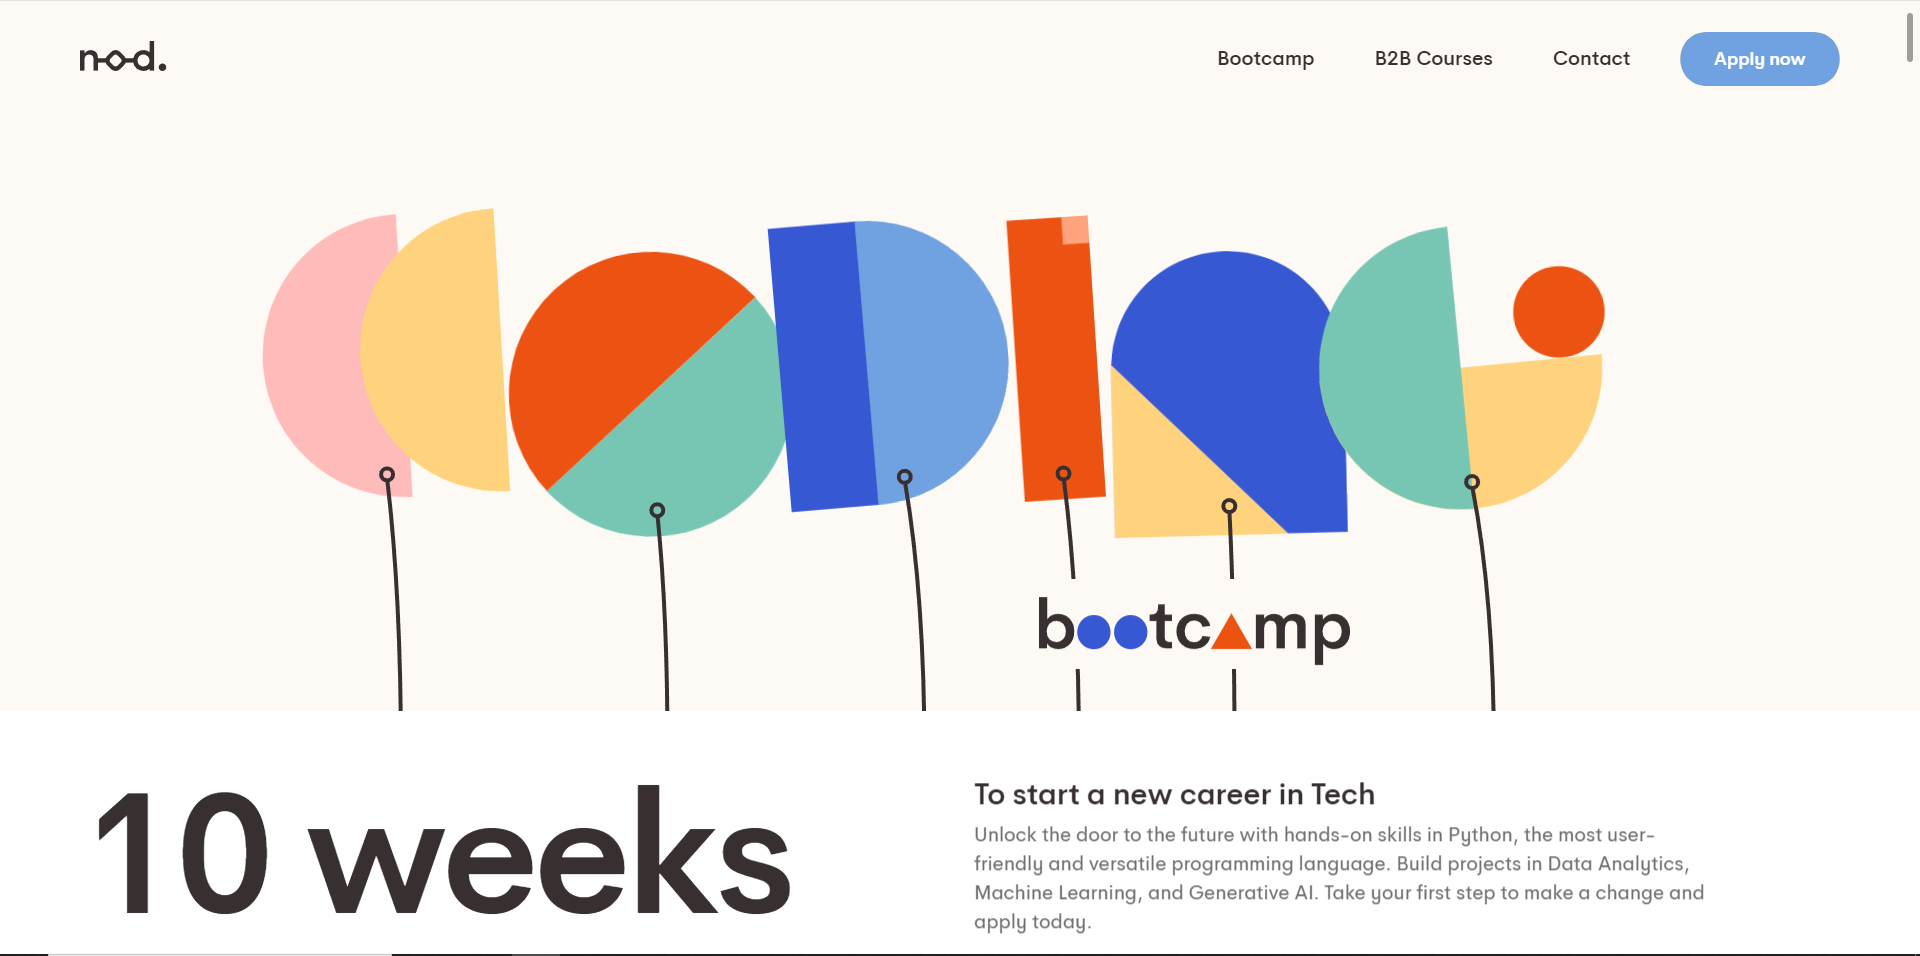 nod.
Bootcamp
B2B Courses
Contact
Apply now
CODING
bootcamp
10 weeks
To start a new career in Tech
Unlock the door to the future with hands-on skills in Python, the most user-
friendly and versatile programming language. Build projects in Data Analytics,
Machine Learning, and Generative AI. Take your first step to make a change and
apply today.